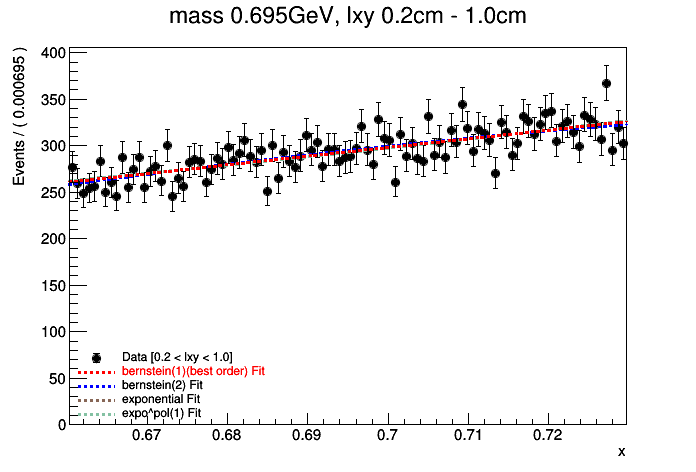 mass 0.695GeV, lxy 0.2cm - 1.0cm
Events / ( 0.000695 )
400
350
300
250
200
150
100
50
0
Data [0.2 < lxy < 1.0]
bernstein(1)(best order) Fit
bernstein(2) Fit
exponential Fit
expo^pol(1) Fit
0.67 0.68 0.69 0.7 0.71 0.72
x